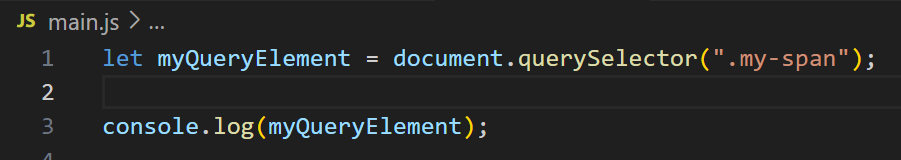 JS main.js > ...
1 let myQueryElement = document.querySelector(".my-span");
2
3 console.log(myQueryElement);
4